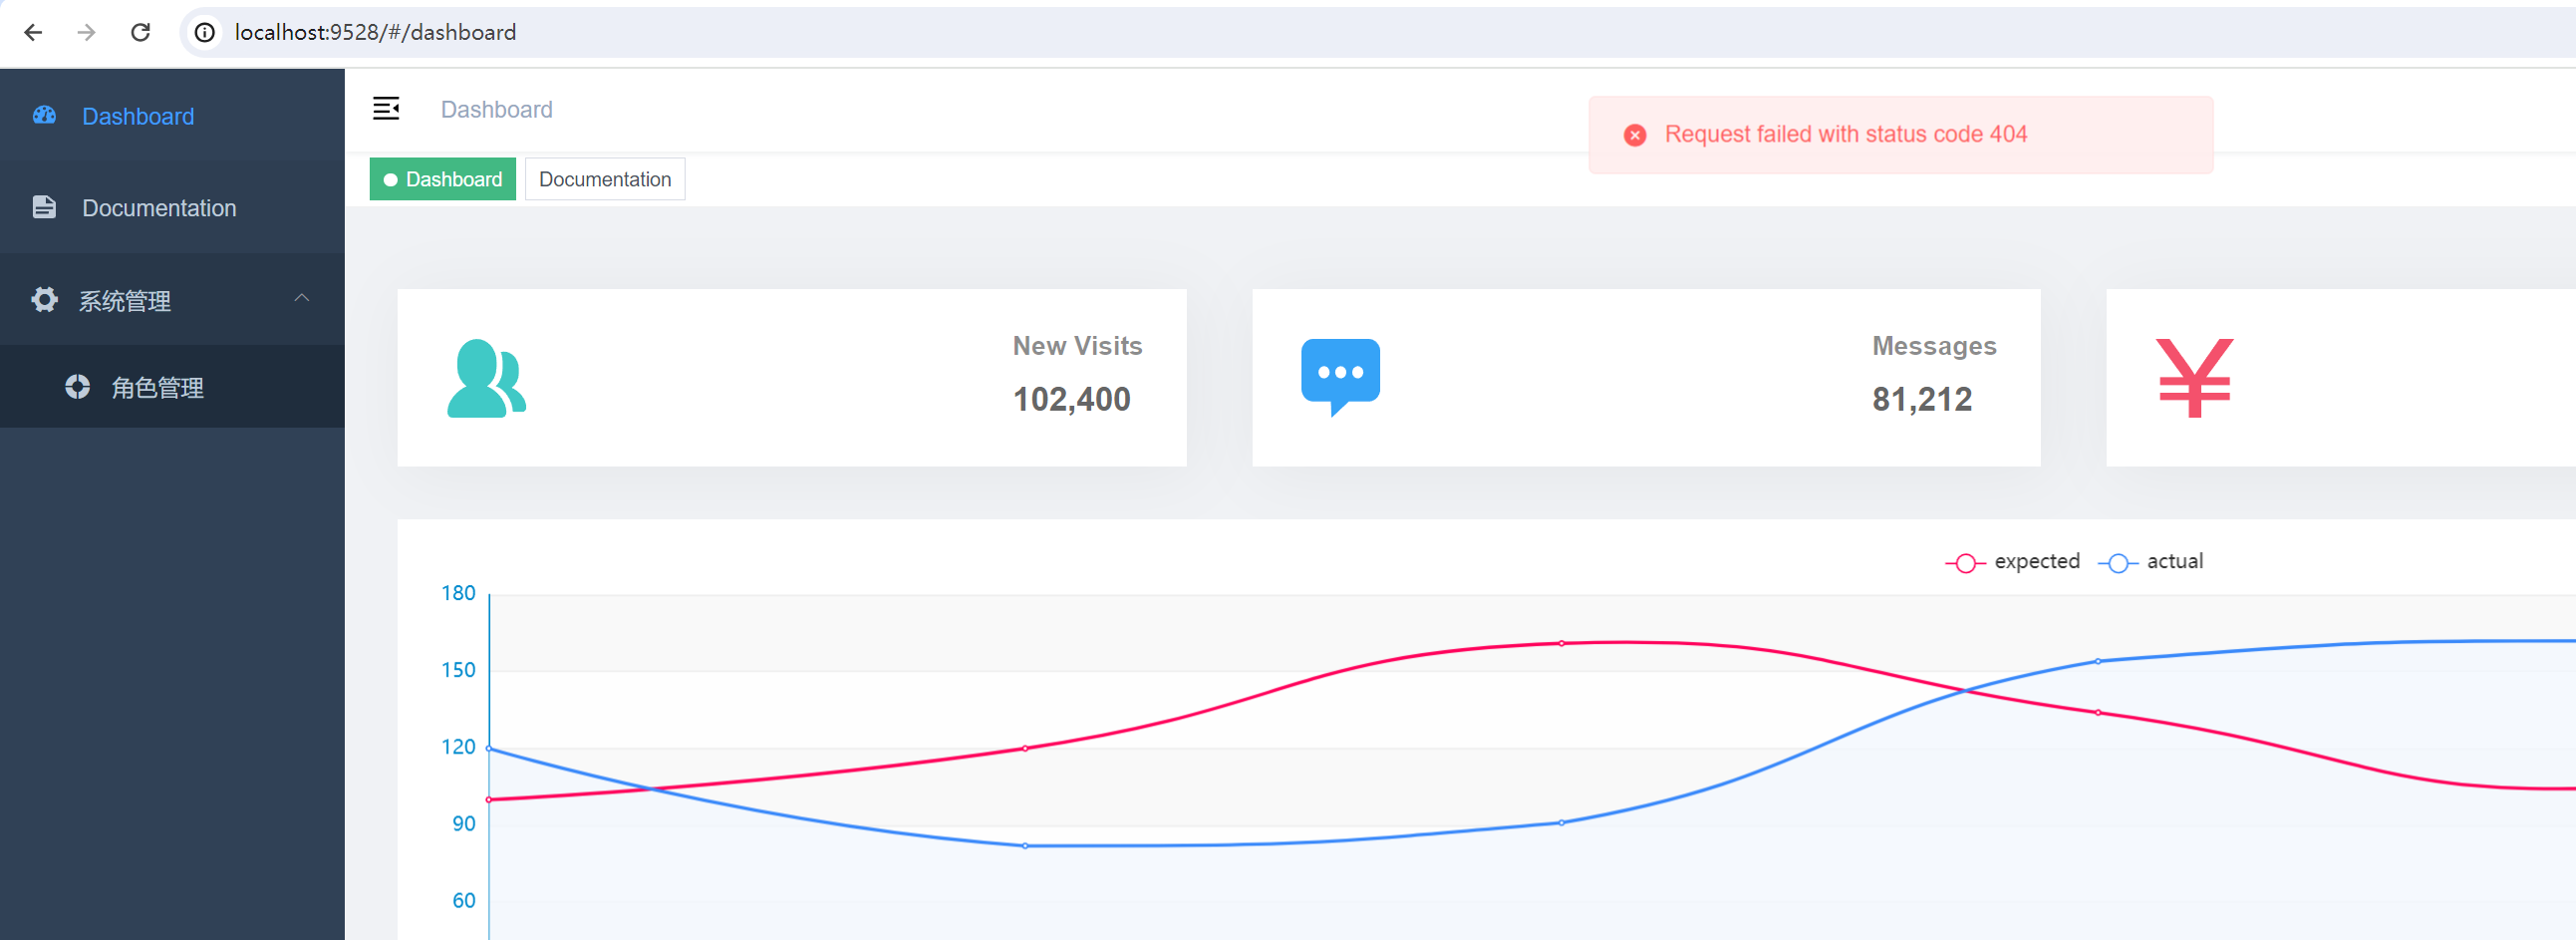 localhost:9528/#/dashboard
Dashboard
Documentation
系统管理
角色管理
Dashboard
Request failed with status code 404
Dashboard
Documentation
New Visits
102,400
Messages
81,212
expected
actual
180
150
120
90
60